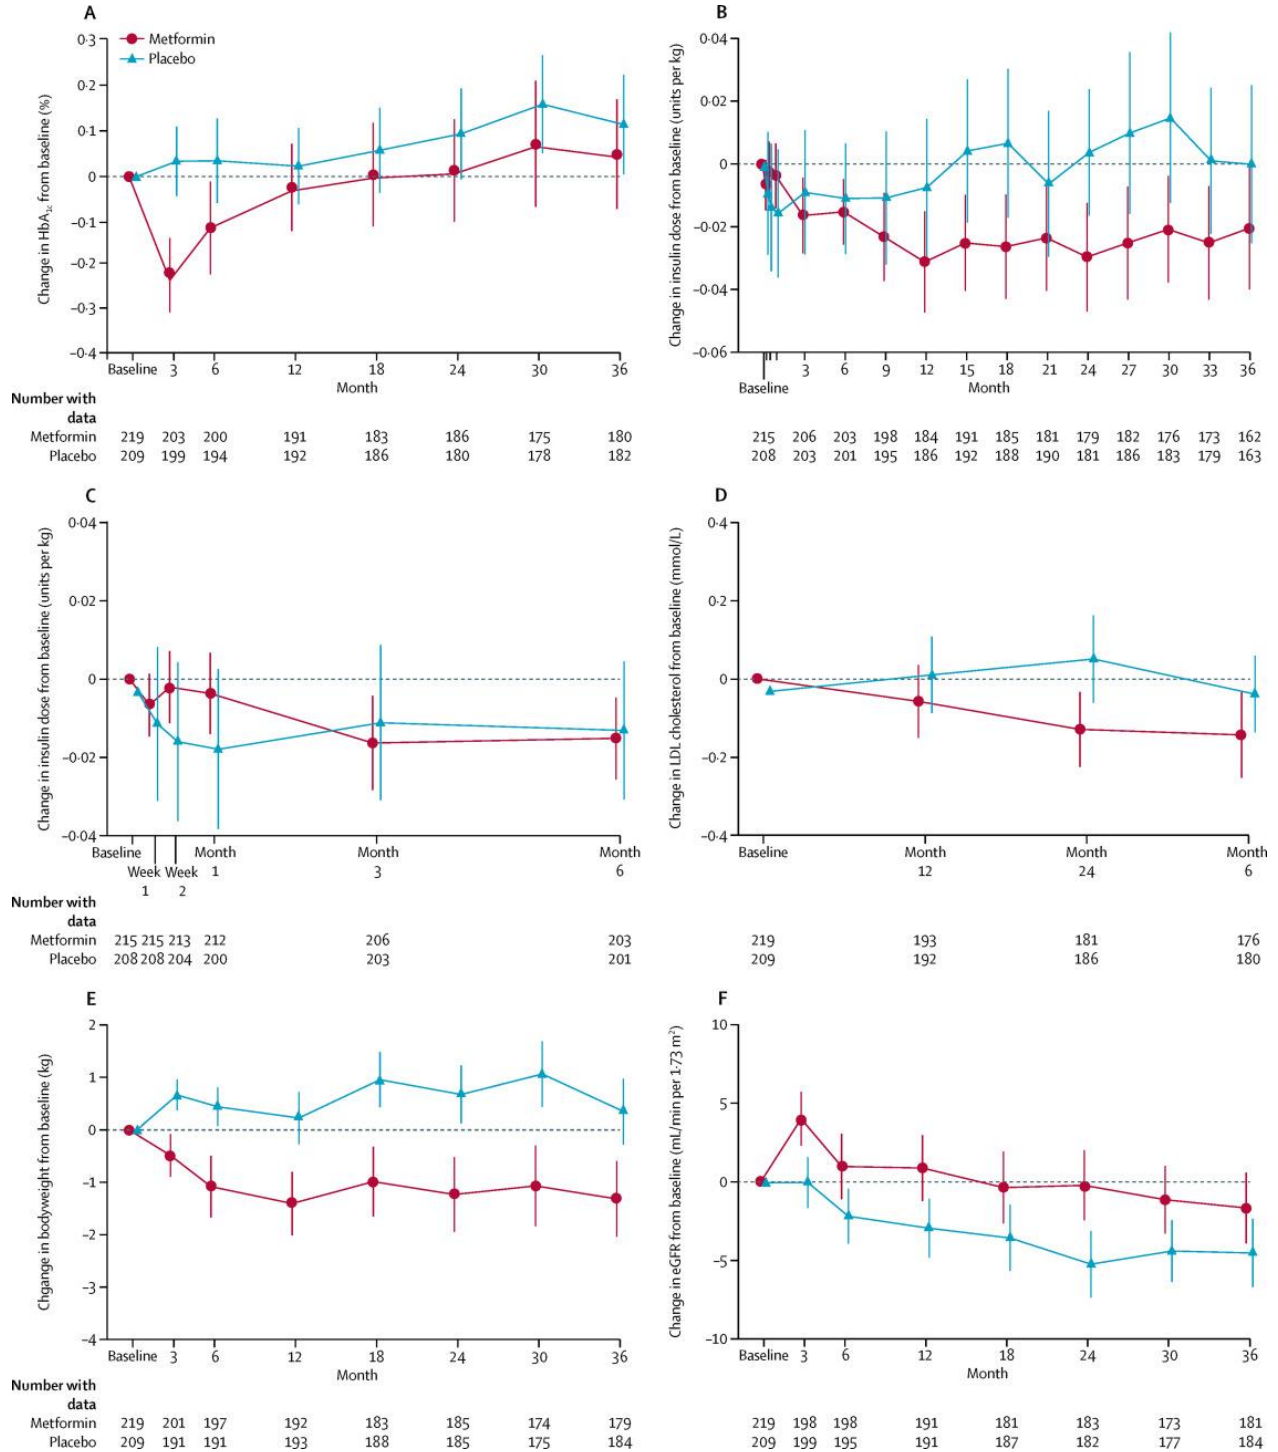 A
0·3
0·2
0·1
0
–0·1
–0·2
–0·3
–0·4
Change in HbA1c from baseline (%)
Metformin
Placebo
Baseline 3 6 12 18 24 30 36
Month
Number with
data
Metformin 219 203 200 191 183 186 175 180
Placebo 209 199 194 192 186 180 178 182
B
0·04
0·02
0
–0·02
–0·04
–0·06
Change in insulin dose from baseline (units per kg)
3 6 9 12 15 18 21 24 27 30 33 36
Baseline
Month
215 206 203 198 184 191 185 181 179 182 176 173 162
208 203 201 195 186 192 188 190 181 186 183 179 163
C
0·04
0·02
0
–0·02
–0·04
Change in insulin dose from baseline (units per kg)
Baseline Month Month Month
Week Week 1 3 6
1 2
Number with
data
Metformin 215 215 213 212 206 203
Placebo 208 208 204 200 203 201
D
0·4
0·2
0
–0·2
–0·4
Change in LDL cholesterol from baseline (mmol/L)
Baseline Month Month Month
12 24 6
219 193 181 176
209 192 186 180
E
2
1
0
–1
–2
–3
–4
Chgange in bodyweight from baseline (kg)
Baseline 3 6 12 18 24 30 36
Month
Number with
data
Metformin 219 201 197 192 183 185 174 179
Placebo 209 191 191 193 188 185 175 184
F
10
5
0
–5
–10
Change in eGFR from baseline (mL/min per 1·73 m²)
Baseline 3 6 12 18 24 30 36
Month
219 198 198 191 181 183 173 181
209 199 195 191 187 182 177 184